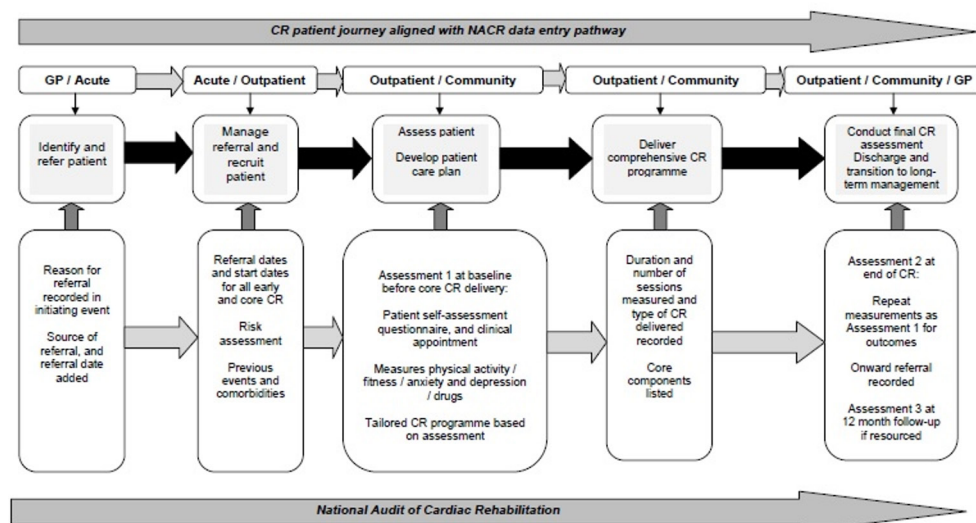 CR patient journey aligned with NACR data entry pathway
GP / Acute
Acute / Outpatient
Outpatient / Community
Outpatient / Community
Outpatient / Community / GP
Identify and
refer patient
Manage
referral and
recruit
patient
Assess patient
Develop patient
care plan
Deliver
comprehensive CR
programme
Conduct final CR
assessment
Discharge and
transition to long-
term management
Reason for
referral
recorded in
initiating event
Source of
referral, and
referral date
added
Referral dates
and start dates
for all early
and core CR
Risk
assessment
Previous
events and
comorbidities
Assessment 1 at baseline
before core CR delivery:
Patient self-assessment
questionnaire, and clinical
appointment
Measures physical activity /
fitness / anxiety and depression
/ drugs
Tailored CR programme based
on assessment
Duration and
number of
sessions
measured and
type of CR
delivered
recorded
Core
components
listed
Assessment 2 at
end of CR:
Repeat
measurements as
Assessment 1 for
outcomes
Onward referral
recorded
Assessment 3 at
12 month follow-up
if resourced
National Audit of Cardiac Rehabilitation